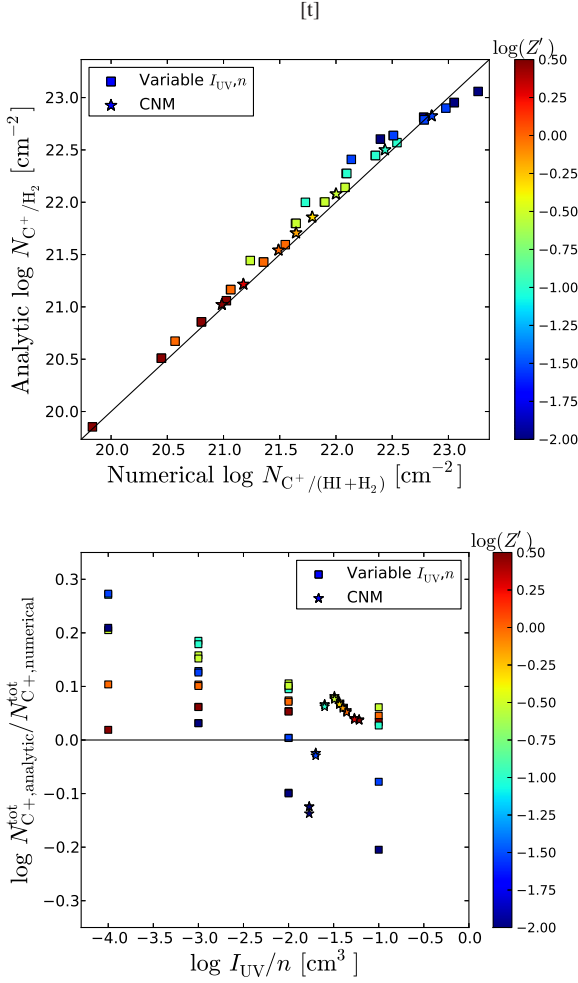 [t]
log(Z′)
Variable I_UV,n
CNM
23.0
22.5
22.0
21.5
21.0
20.5
20.0
Analytic log N_C⁺/H₂ [cm⁻²]
20.0 20.5 21.0 21.5 22.0 22.5 23.0
Numerical log N_C⁺/(HI+H₂) [cm⁻²]
0.50
0.00
−0.25
−0.50
−0.75
−1.00
−1.25
−1.50
−1.75
−2.00
log(Z′)
Variable I_UV,n
CNM
0.3
0.2
0.1
0.0
−0.1
−0.2
−0.3
log N^tot_C+,analytic/N^tot_C+,numerical
−4.0 −3.5 −3.0 −2.5 −2.0 −1.5 −1.0 −0.5 0.0
log I_UV/n [cm³ ]
0.50
0.25
0.00
−0.25
−0.50
−0.75
−1.00
−1.25
−1.50
−1.75
−2.00